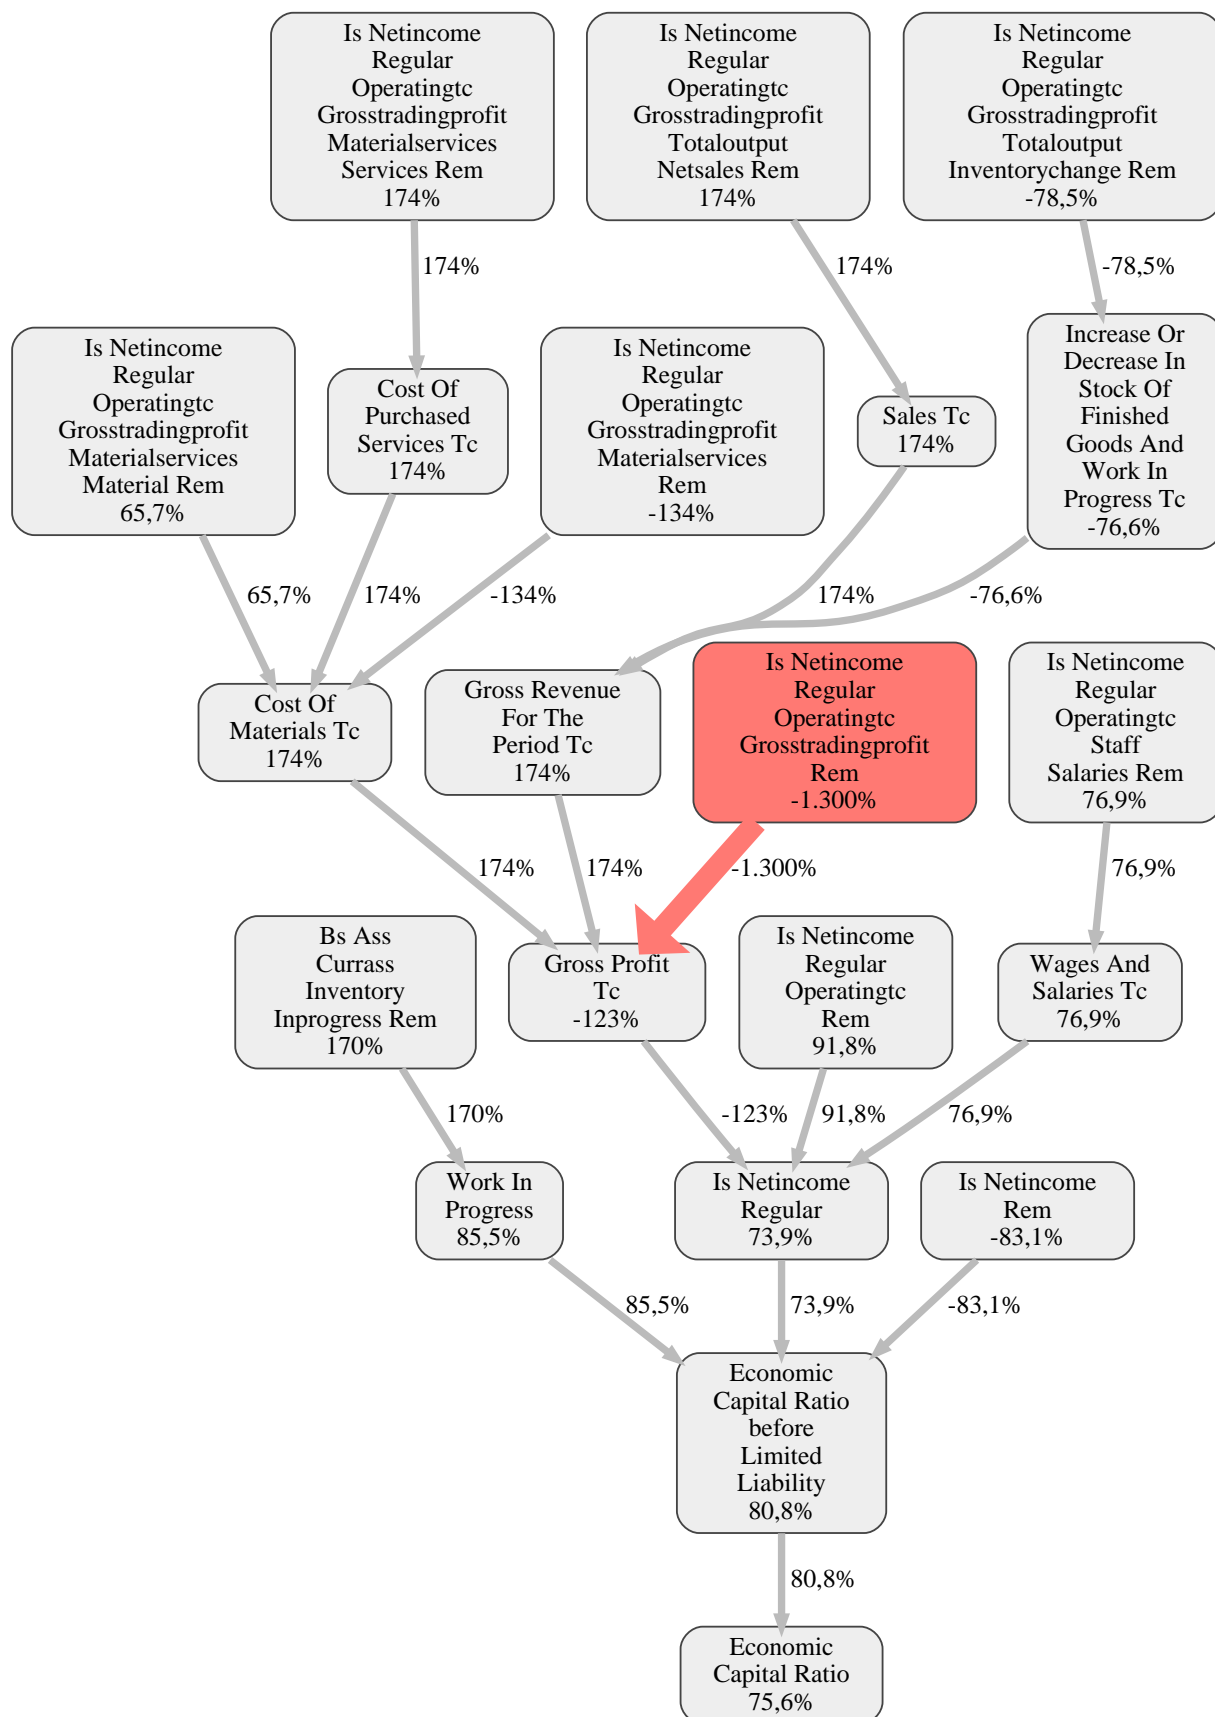 Is Netincome
Regular
Operatingtc
Grosstradingprofit
Materialservices
Services Rem
174%
Is Netincome
Regular
Operatingtc
Grosstradingprofit
Totaloutput
Netsales Rem
174%
Is Netincome
Regular
Operatingtc
Grosstradingprofit
Totaloutput
Inventorychange Rem
-78,5%
174%
174%
-78,5%
Is Netincome
Regular
Operatingtc
Grosstradingprofit
Materialservices
Material Rem
65,7%
Cost Of
Purchased
Services Tc
174%
Is Netincome
Regular
Operatingtc
Grosstradingprofit
Materialservices
Rem
-134%
Sales Tc
174%
Increase Or
Decrease In
Stock Of
Finished
Goods And
Work In
Progress Tc
-76,6%
65,7%
174%
-134%
174%
-76,6%
Cost Of
Materials Tc
174%
Gross Revenue
For The
Period Tc
174%
Is Netincome
Regular
Operatingtc
Grosstradingprofit
Rem
-1.300%
Is Netincome
Regular
Operatingtc
Staff
Salaries Rem
76,9%
174%
174%
-1.300%
76,9%
Bs Ass
Currass
Inventory
Inprogress Rem
170%
Gross Profit
Tc
-123%
Is Netincome
Regular
Operatingtc
Rem
91,8%
Wages And
Salaries Tc
76,9%
170%
-123%
91,8%
76,9%
Work In
Progress
85,5%
Is Netincome
Regular
73,9%
Is Netincome
Rem
-83,1%
85,5%
73,9%
-83,1%
Economic
Capital Ratio
before
Limited
Liability
80,8%
80,8%
Economic
Capital Ratio
75,6%